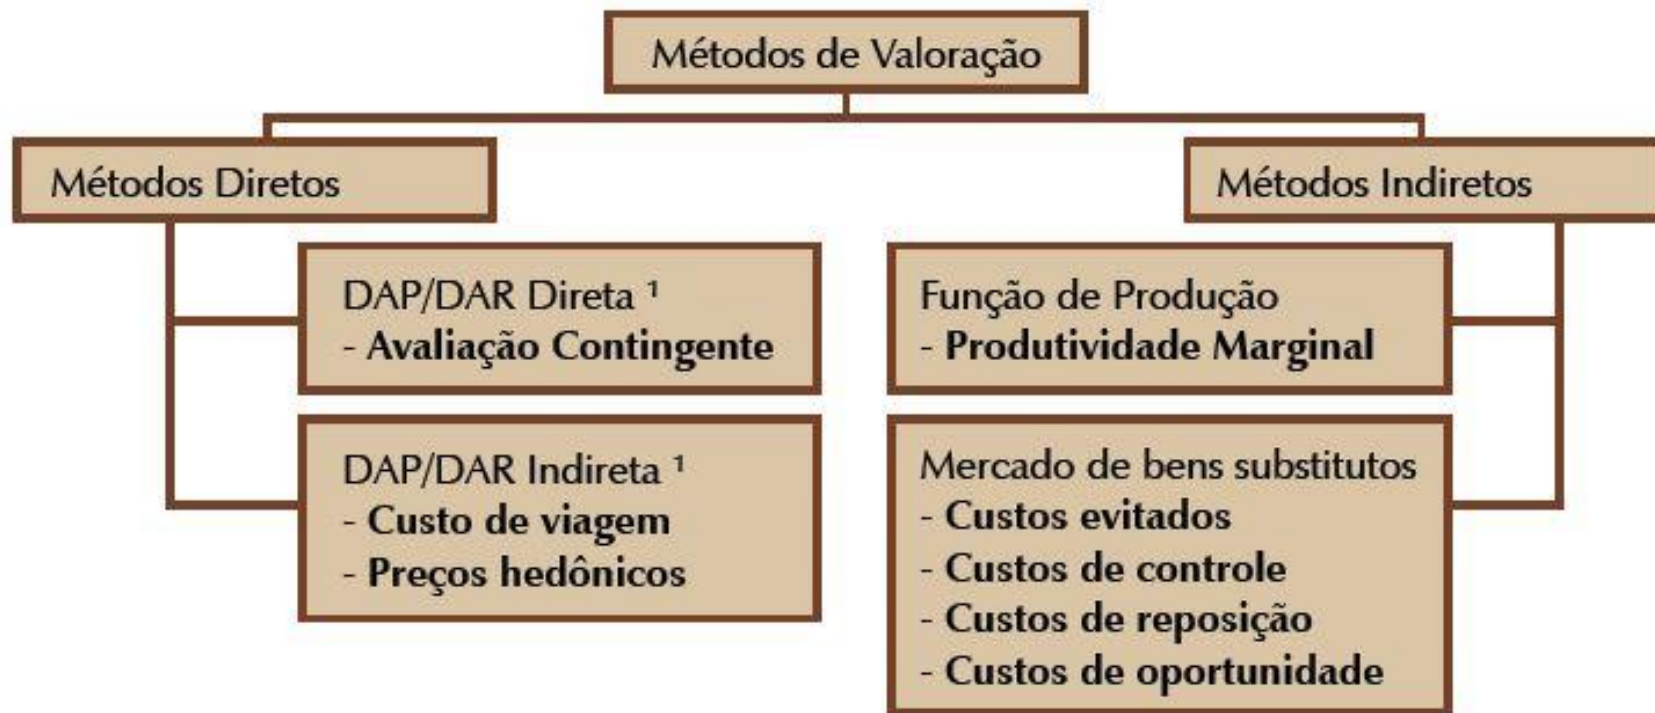 Métodos de Valoração
Métodos Diretos
DAP/DAR Direta ¹
- Avaliação Contingente
DAP/DAR Indireta ¹
- Custo de viagem
- Preços hedônicos
Métodos Indiretos
Função de Produção
- Produtividade Marginal
Mercado de bens substitutos
- Custos evitados
- Custos de controle
- Custos de reposição
- Custos de oportunidade